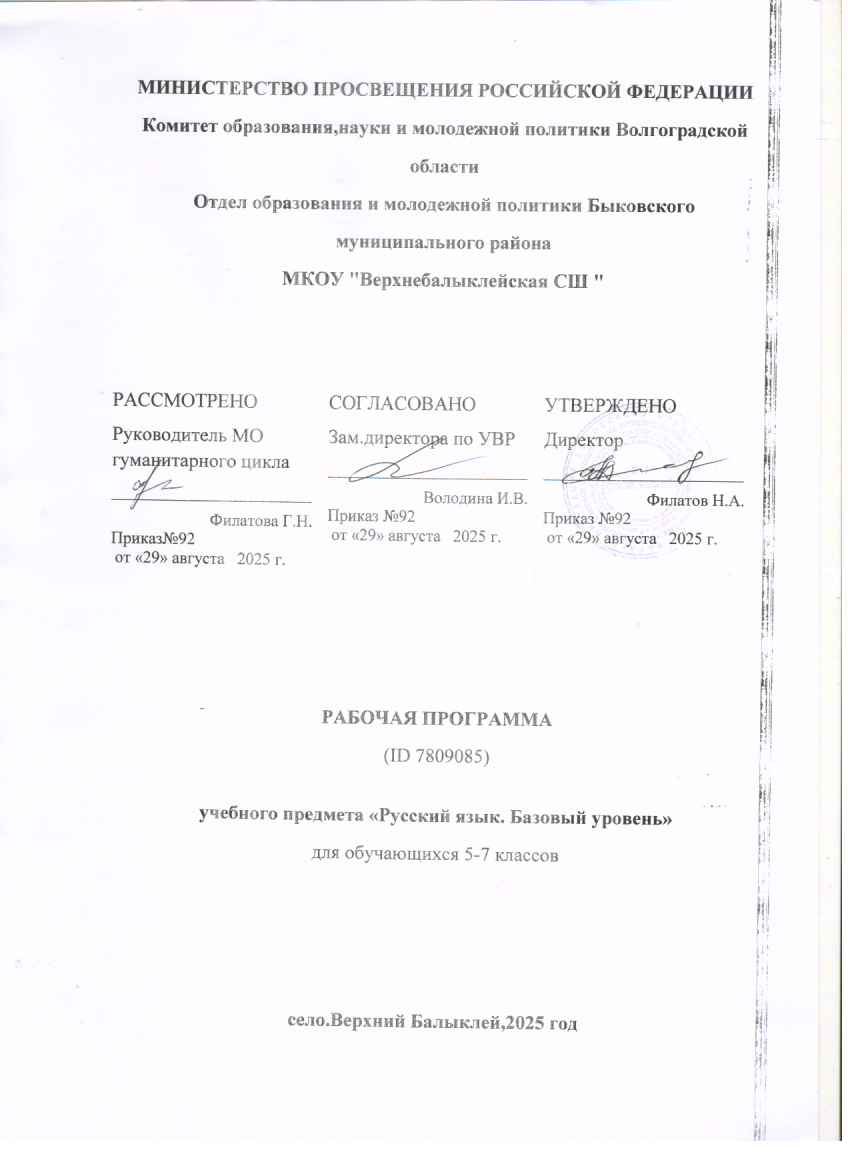 МИНИСТЕРСТВО ПРОСВЕЩЕНИЯ РОССИЙСКОЙ ФЕДЕРАЦИИ
Комитет образования,науки и молодежной политики Волгоградской
области
Отдел образования и молодежной политики Быковского
муниципального района
МКОУ "Верхнебалыклейская СШ "
РАССМОТРЕНО
Руководитель МО
гуманитарного цикла
Филатова Г.Н.
Приказ№92
от «29» августа 2025 г.
СОГЛАСОВАНО
Зам.директора по УВР
Володина И.В.
Приказ №92
от «29» августа 2025 г.
УТВЕРЖДЕНО
Директор
Филатов Н.А.
Приказ №92
от «29» августа 2025 г.
РАБОЧАЯ ПРОГРАММА
(ID 7809085)
учебного предмета «Русский язык. Базовый уровень»
для обучающихся 5-7 классов
село.Верхний Балыклей,2025 год